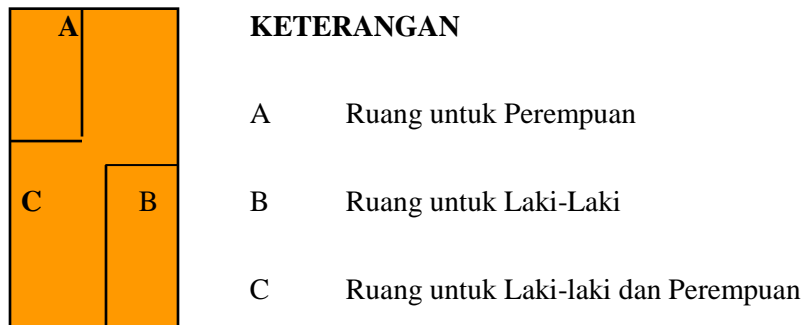 A KETERANGAN
A Ruang untuk Perempuan
C B B Ruang untuk Laki-Laki
C Ruang untuk Laki-laki dan Perempuan